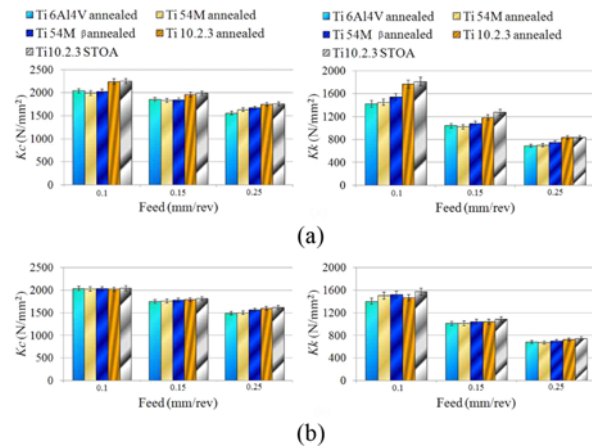 (a)
Ti 6Al4V annealed
Ti 54M annealed
Ti 54M βannealed
Ti 10.2.3 annealed
Ti10.2.3 STOA
2500
2000
1500
1000
500
0
Kc (N/mm²)
0.1
0.15
0.25
Feed (mm/rev)
Ti 6Al4V annealed
Ti 54M annealed
Ti 54M βannealed
Ti 10.2.3 annealed
Ti10.2.3 STOA
2000
1600
1200
800
400
0
Kk (N/mm²)
0.1
0.15
0.25
Feed (mm/rev)
(a)
2500
2000
1500
1000
500
0
Kc (N/mm²)
0.1
0.15
0.25
Feed (mm/rev)
2000
1600
1200
800
400
0
Kk (N/mm²)
0.1
0.15
0.25
Feed (mm/rev)
(b)